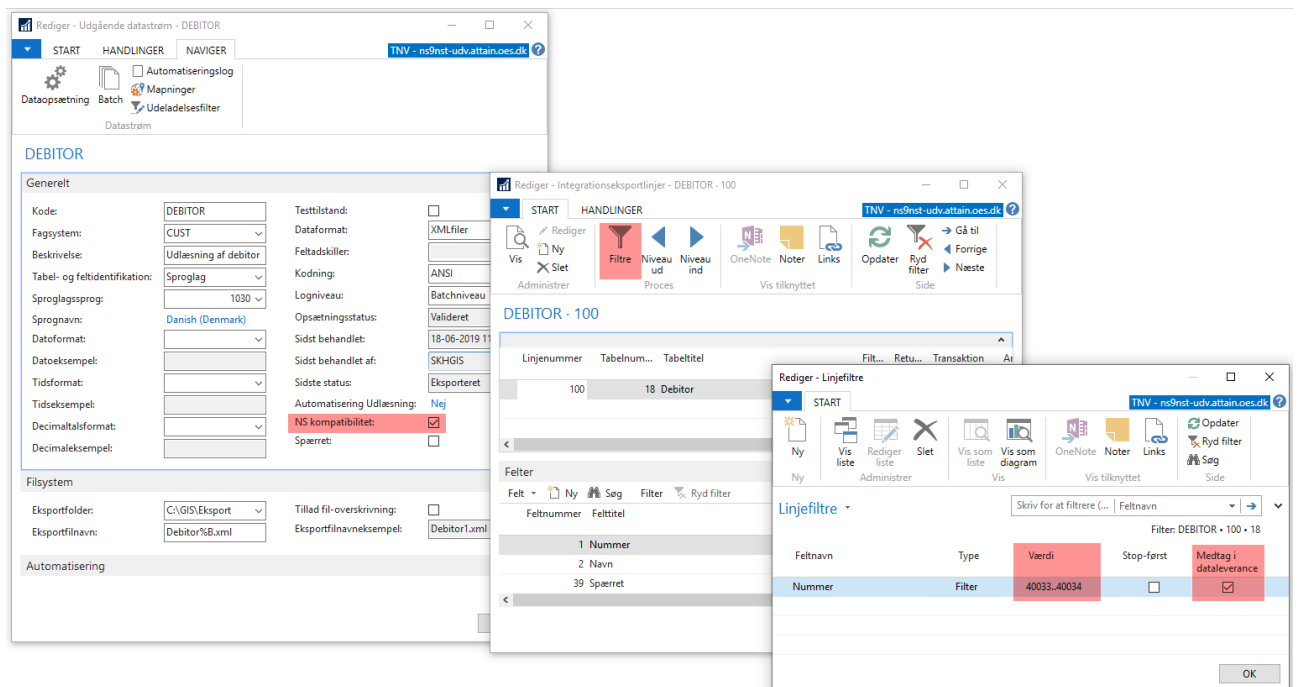 Rediger - Udgående datastrøm - DEBITOR
START HANDLINGER NAVIGER TNV - ns9nst-udv.attain.oes.dk
Dataopsætning
Batch
Automatiseringslog
Mapninger
Udeladelsesfilter
Datastrøm
DEBITOR
Generelt
Kode: DEBITOR
Fagsystem: CUST
Beskrivelse: Udlæsning af debitor
Tabel- og feltidentifikation: Sproglag
Sproglagssprog: 1030
Sprognavn: Danish (Denmark)
Datoformat:
Datoeksempel:
Tidsformat:
Tidseksempel:
Decimaltalsformat:
Decimaleksempel:
Testtilstand:
Dataformat: XMLfiler
Feltadskiller:
Kodning: ANSI
Logniveau: Batchniveau
Opsætningsstatus: Valideret
Sidst behandlet: 18-06-2019 11
Sidst behandlet af: SKHGIS
Sidste status: Eksporteret
Automatisering Udlæsning: Nej
NS kompatibilitet:
Spærret:
Filsystem
Eksportfolder: C:\GIS\Eksport
Eksportfilnavn: Debitor%B.xml
Tillad fil-overskrivning:
Eksportfilnavneksempel: Debitor1.xml
Automatisering
Rediger - Integrationseksportlinjer - DEBITOR · 100
START HANDLINGER TNV - ns9nst-udv.attain.oes.dk
Vis
Rediger
Ny
Slet
Administrer
Filtre
Niveau ud
Niveau ind
Proces
OneNote
Noter
Links
Vis tilknyttet
Opdater
Ryd filter
Gå til
Forrige
Næste
Side
DEBITOR · 100
Linjenummer Tabelnum... Tabeltitel Filt... Retu... Transaktion
100 18 Debitor
Felter
Felt Ny Søg Filter Ryd filter
Feltnummer Felttitel
1 Nummer
2 Navn
39 Spærret
Rediger - Linjefiltre
START TNV - ns9nst-udv.attain.oes.dk
Ny
Ny
Vis liste
Rediger liste
Slet
Administrer
Vis som liste
Vis som diagram
Vis
OneNote
Noter
Links
Vis tilknyttet
Opdater
Ryd filter
Søg
Side
Linjefiltre
Skriv for at filtrere (... Feltnavn
Filter: DEBITOR • 100 • 18
Feltnavn Type Værdi Stop-først Medtag i
dataleverance
Nummer Filter 40033..40034
OK